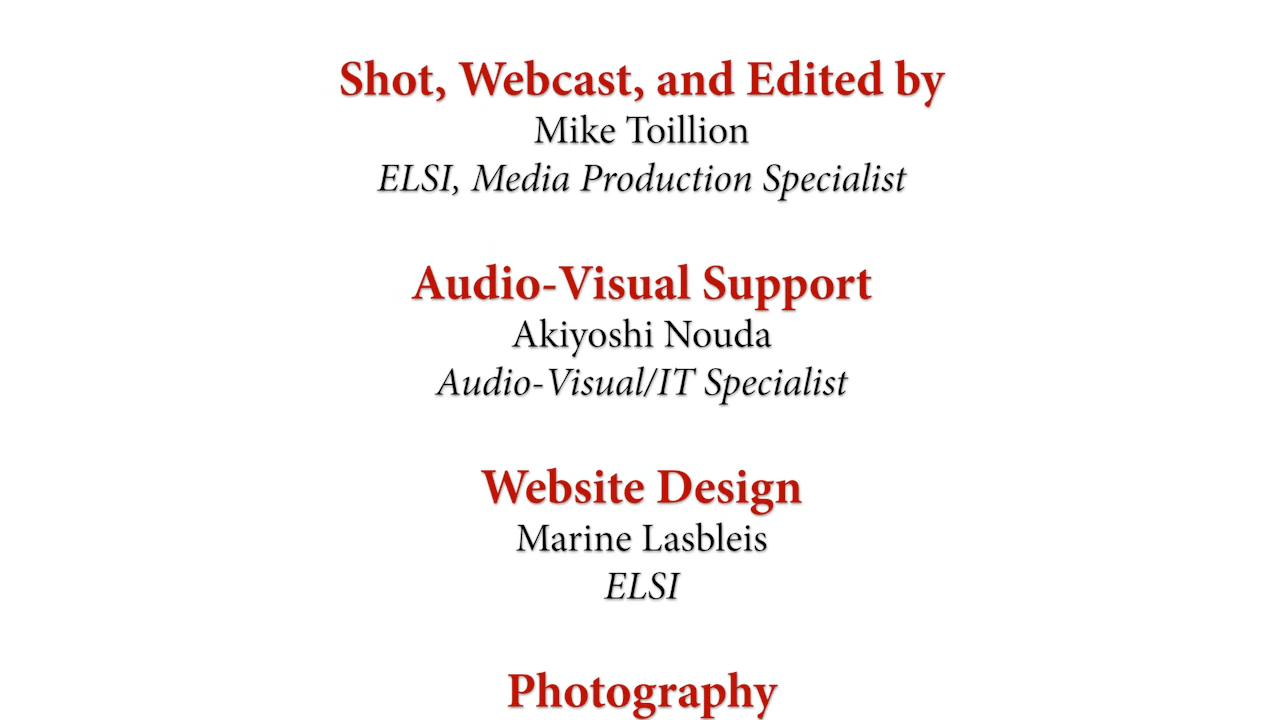 Shot, Webcast, and Edited by
Mike Toillion
ELSI, Media Production Specialist
Audio-Visual Support
Akiyoshi Nouda
Audio-Visual/IT Specialist
Website Design
Marine Lasbleis
ELSI
Photography